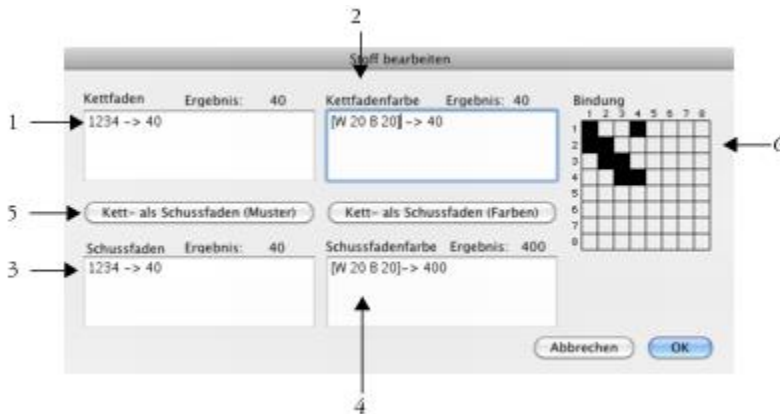 2
Stoff bearbeiten
Kettfaden Ergebnis: 40 Kettfadenfarbe Ergebnis: 40 Bindung
1 2 3 4 5 6 7 8
1 1234 -> 40 [W 20 B 20] -> 40 1
2
6
3
4
5 Kett- als Schussfaden (Muster) Kett- als Schussfaden (Farben) 5
6
7
Schussfaden Ergebnis: 40 Schussfadenfarbe Ergebnis: 400 8
3 1234 -> 40 [W 20 B 20]-> 400
Abbrechen OK
4